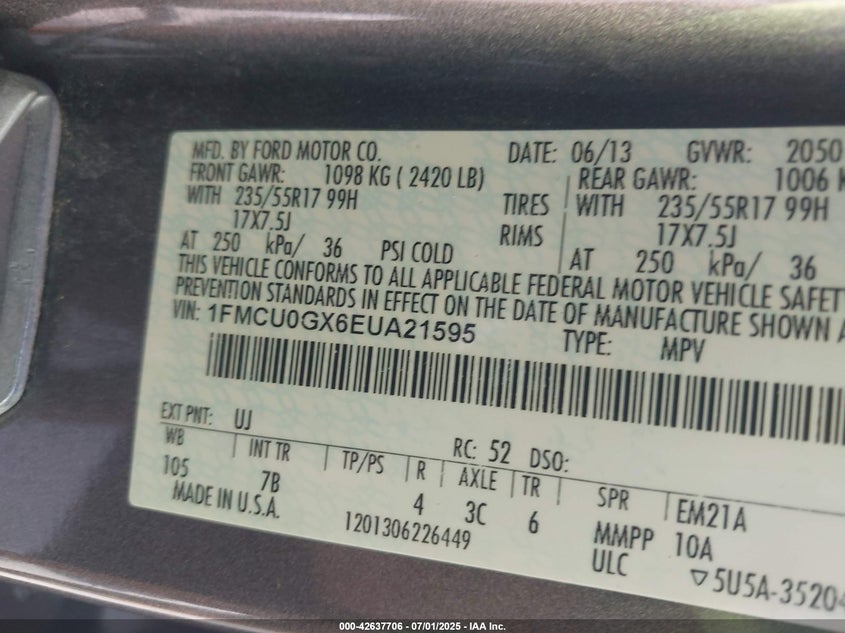 MFD. BY FORD MOTOR CO. DATE: 06/13 GVWR: 2050
FRONT GAWR: 1098 KG ( 2420 LB) REAR GAWR: 1006 K
WITH 235/55R17 99H TIRES WITH 235/55R17 99H
17X7.5J RIMS 17X7.5J
AT 250 kPa/ 36 PSI COLD AT 250 kPa/ 36
THIS VEHICLE CONFORMS TO ALL APPLICABLE FEDERAL MOTOR VEHICLE SAFETY
PREVENTION STANDARDS IN EFFECT ON THE DATE OF MANUFACTURE SHOWN A
VIN: 1FMCU0GX6EUA21595 TYPE: MPV
EXT PNT: UJ RC: 52 DSO:
WB INT TR TP/PS R AXLE TR SPR EM21A
105 7B 4 3C 6 MMPP 10A
MADE IN U.S.A. 1201306226449 ULC ▽5U5A-35204
000-42637706 - 07/01/2025 - IAA Inc.